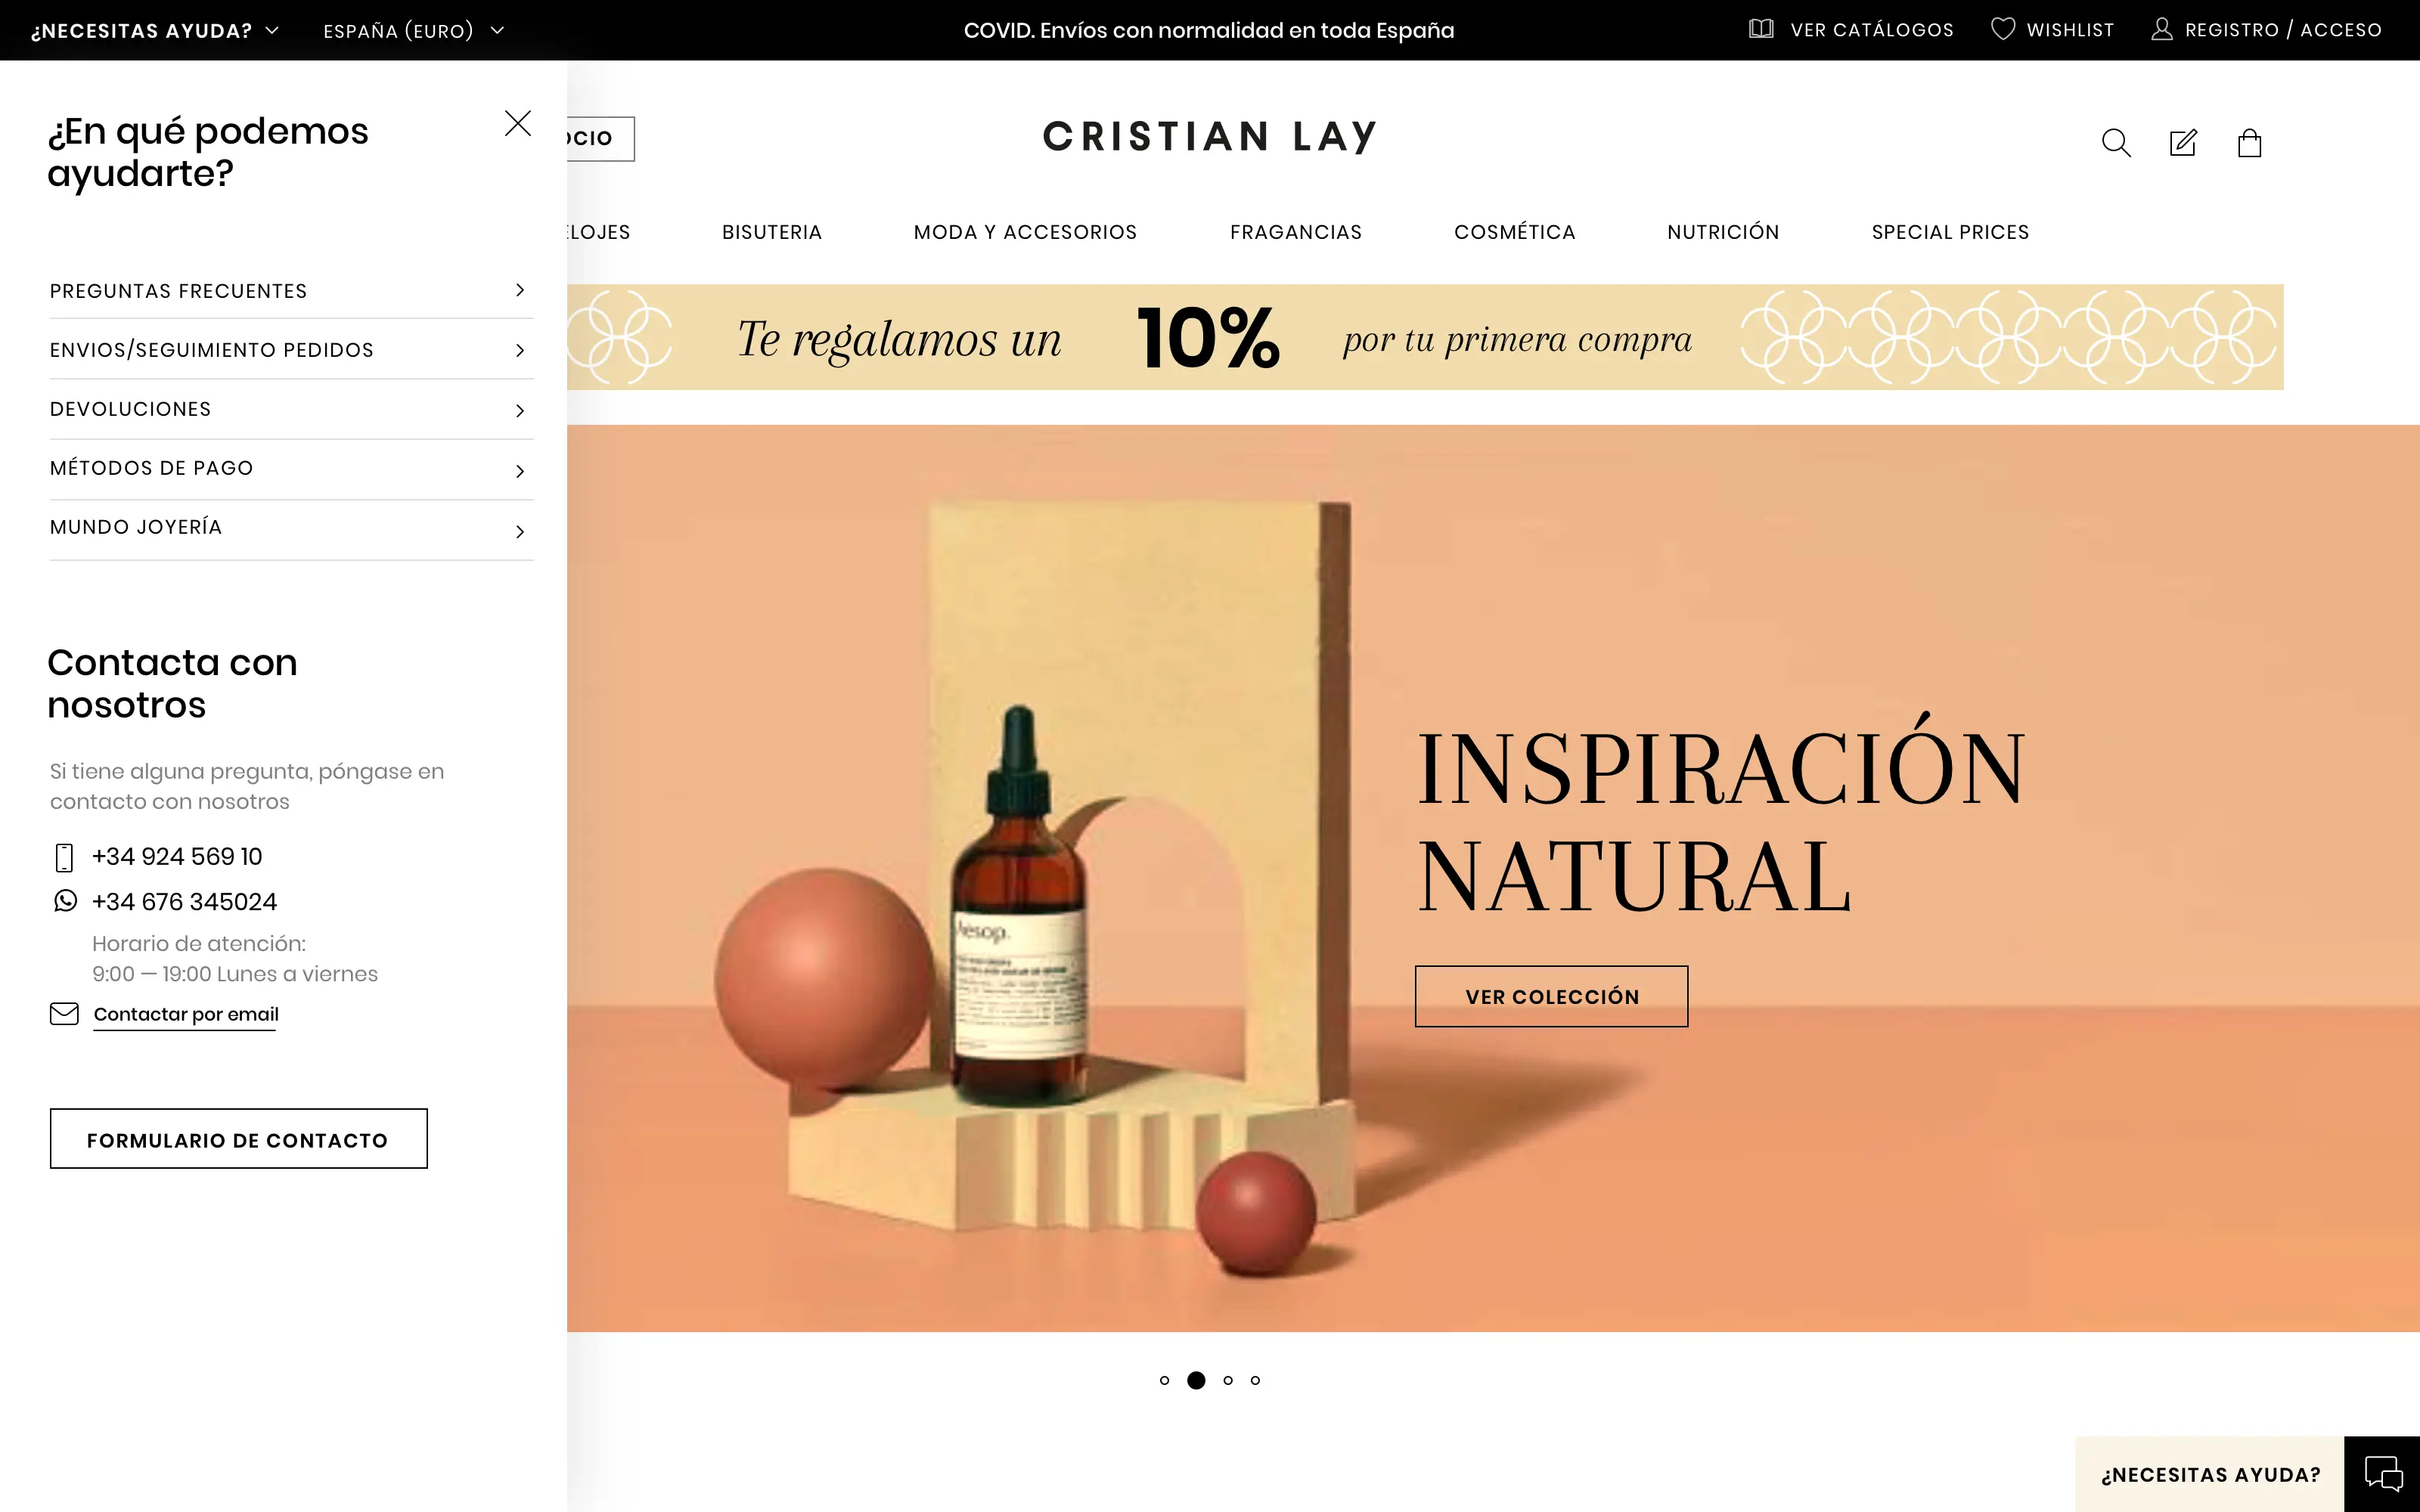 ¿NECESITAS AYUDA?
ESPAÑA (EURO)
COVID. Envíos con normalidad en toda España
VER CATÁLOGOS
WISHLIST
REGISTRO / ACCESO
¿En qué podemos
ayudarte?
PREGUNTAS FRECUENTES
ENVIOS/SEGUIMIENTO PEDIDOS
DEVOLUCIONES
MÉTODOS DE PAGO
MUNDO JOYERÍA
Contacta con
nosotros
Si tiene alguna pregunta, póngase en
contacto con nosotros
+34 924 569 10
+34 676 345024
Horario de atención:
9:00 — 19:00 Lunes a viernes
Contactar por email
FORMULARIO DE CONTACTO
OCIO
CRISTIAN LAY
ELOJES
BISUTERIA
MODA Y ACCESORIOS
FRAGANCIAS
COSMÉTICA
NUTRICIÓN
SPECIAL PRICES
Te regalamos un 10% por tu primera compra
Aesop.
INSPIRACIÓN
NATURAL
VER COLECCIÓN
¿NECESITAS AYUDA?